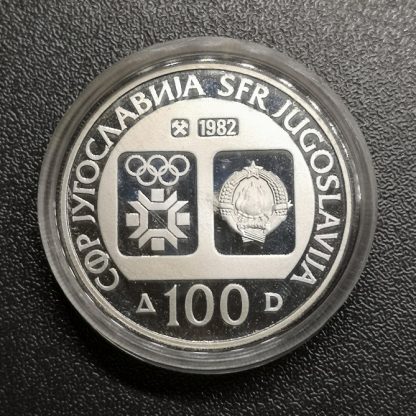 СФР ЈУГОСЛАВИЈА SFR JUGOSLAVIJA
1982
Д 100 D